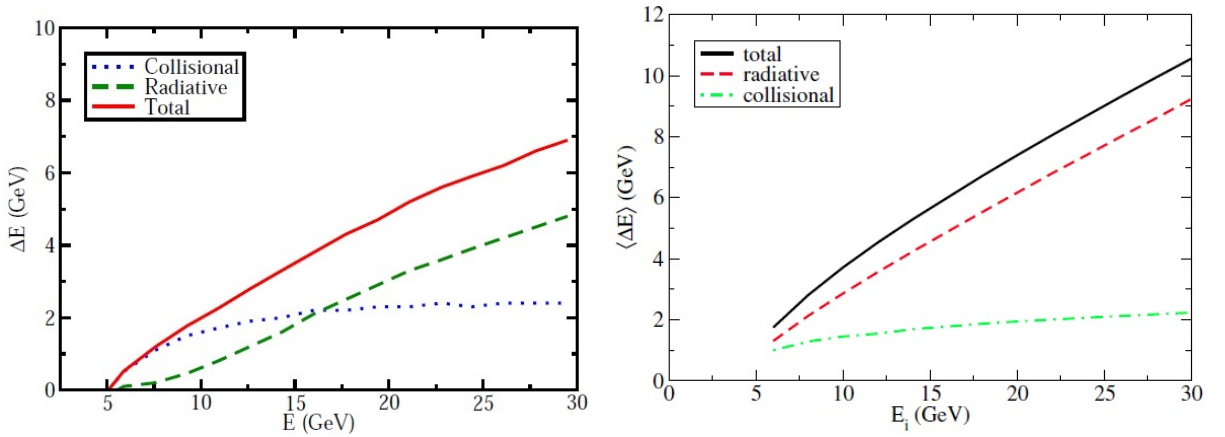 10
8
6
4
2
0
ΔE (GeV)
Collisional
Radiative
Total
5 10 15 20 25 30
E (GeV)
12
10
8
6
4
2
0
⟨ΔE⟩ (GeV)
total
radiative
collisional
0 5 10 15 20 25 30
E_i (GeV)